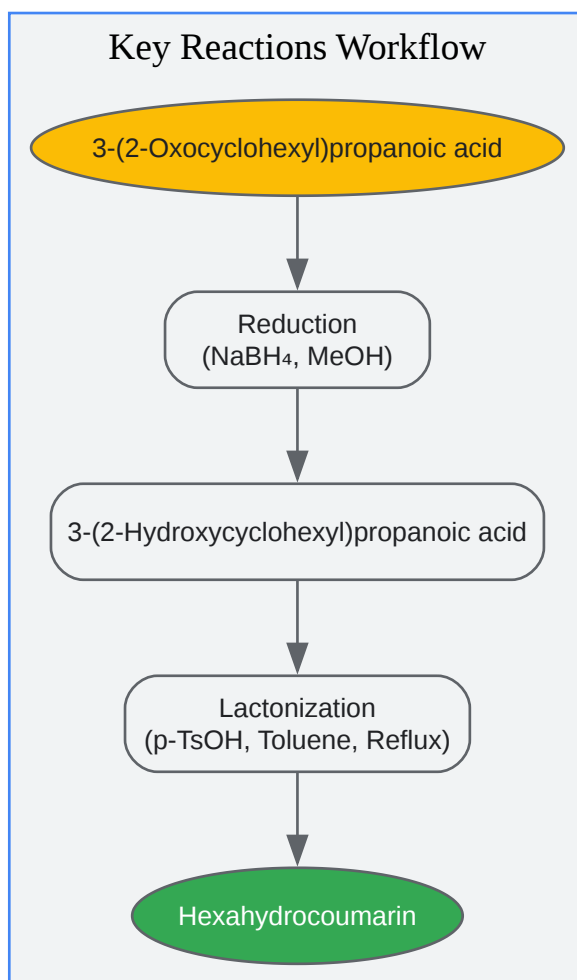 Key Reactions Workflow
3-(2-Oxocyclohexyl)propanoic acid
Reduction
(NaBH₄, MeOH)
3-(2-Hydroxycyclohexyl)propanoic acid
Lactonization
(p-TsOH, Toluene, Reflux)
Hexahydrocoumarin